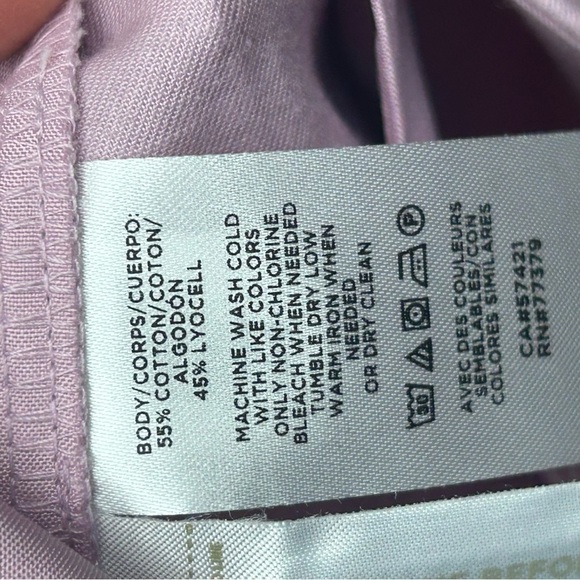 BODY/CORPS/CUERPO:
55% COTTON/COTON/
ALGODÓN
45% LYOCELL
MACHINE WASH COLD
WITH LIKE COLORS
ONLY NON-CHLORINE
BLEACH WHEN NEEDED
TUMBLE DRY LOW
WARM IRON WHEN
NEEDED
OR DRY CLEAN
30 P
AVEC DES COULEURS
SEMBLABLES/CON
COLORES SIMILARES
CA#57421
RN#77379